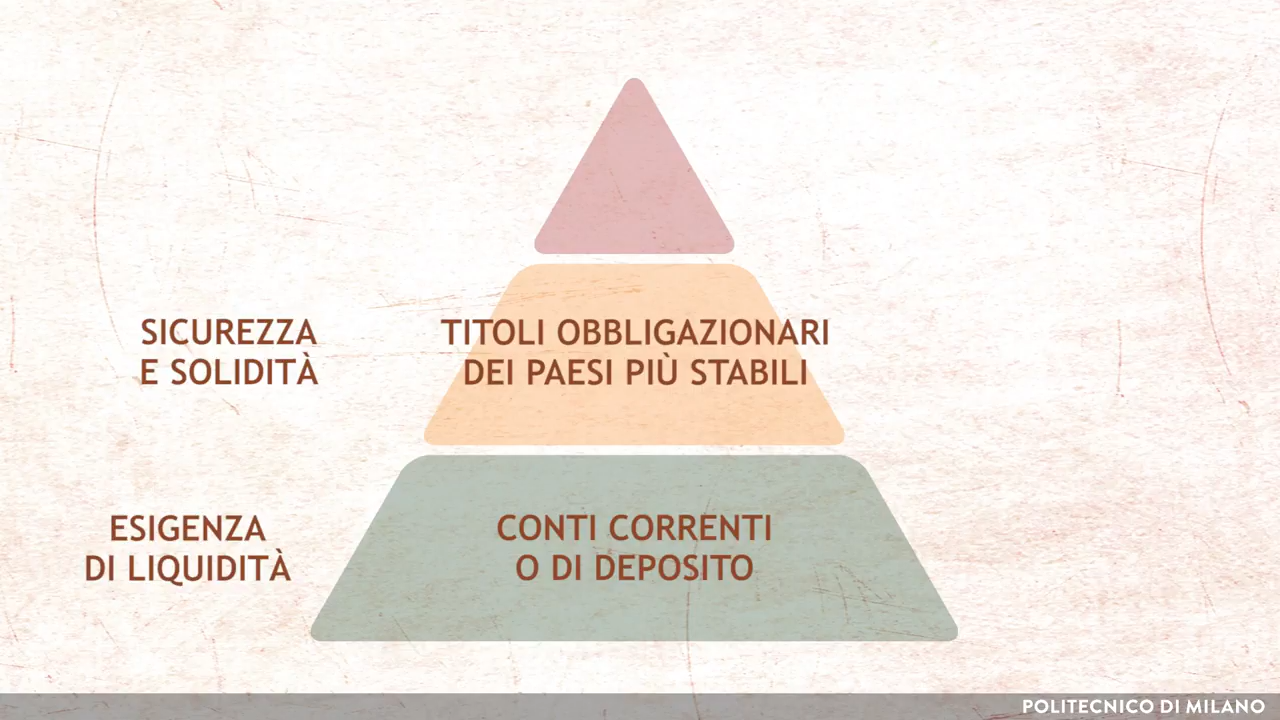 SICUREZZA
E SOLIDITÀ
TITOLI OBBLIGAZIONARI
DEI PAESI PIÙ STABILI
ESIGENZA
DI LIQUIDITÀ
CONTI CORRENTI
O DI DEPOSITO
POLITECNICO DI MILANO